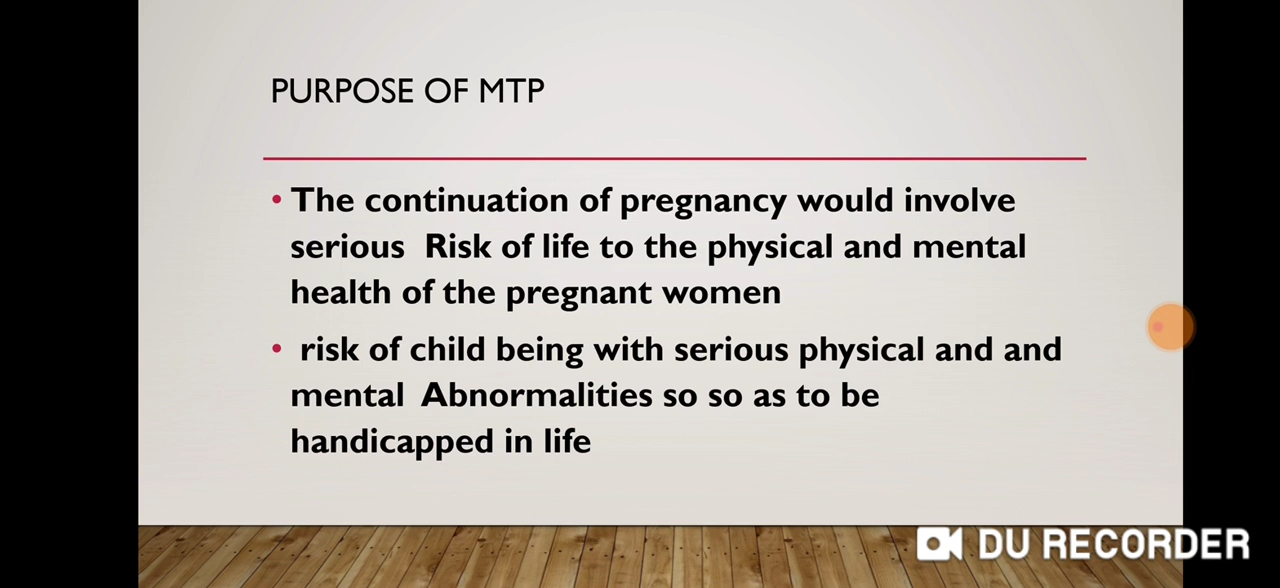 PURPOSE OF MTP
• The continuation of pregnancy would involve
serious Risk of life to the physical and mental
health of the pregnant women
• risk of child being with serious physical and and
mental Abnormalities so so as to be
handicapped in life
DU RECORDER